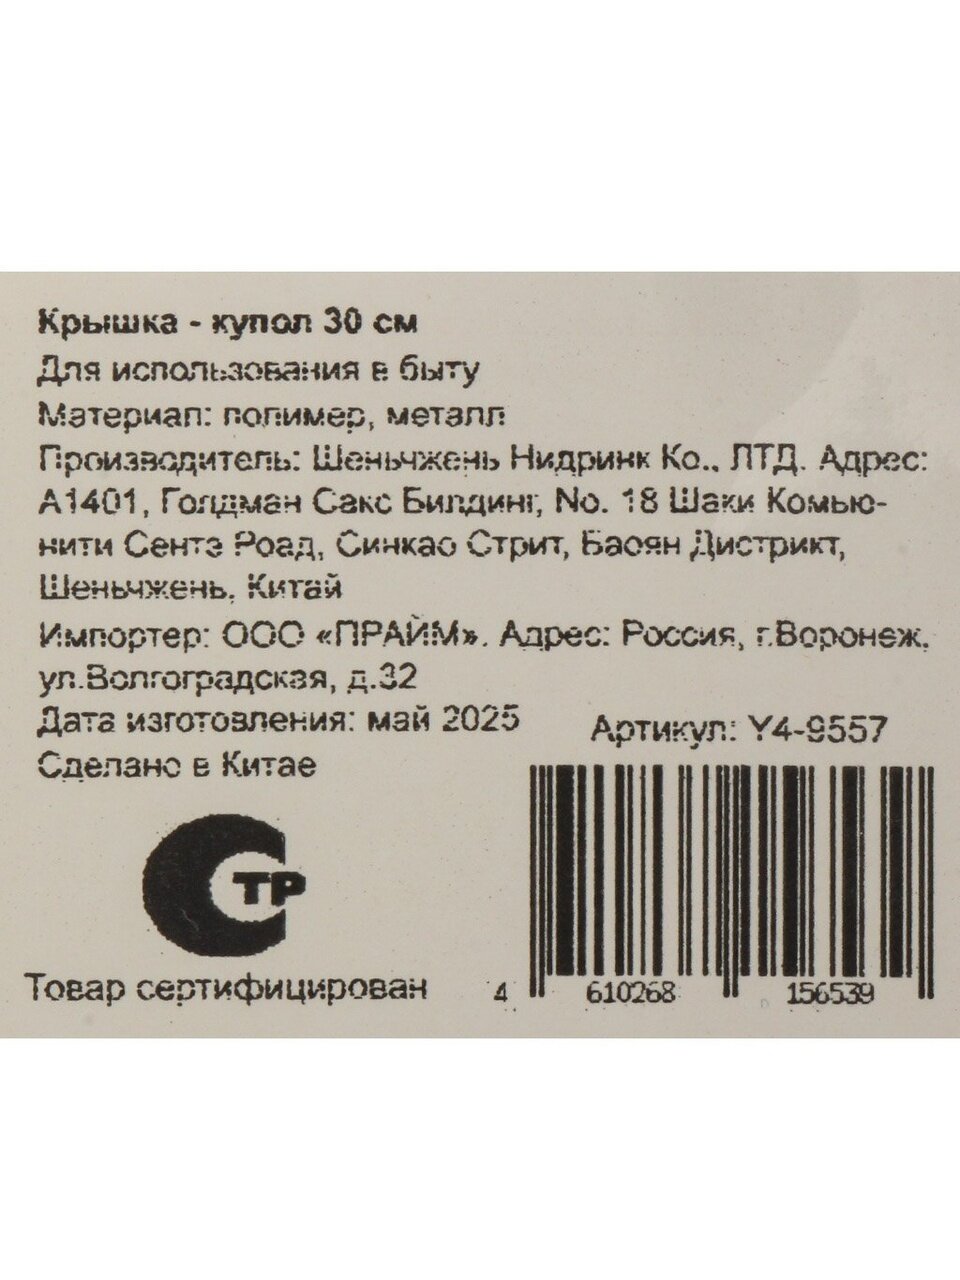 Крышка - купол 30 см
Для использования в быту
Материал: полимер, металл
Производитель: Шеньчжень Нидринк Ко., ЛТД. Адрес:
А1401, Голдман Сакс Билдинг, No. 18 Шаки Комью-
нити Сентэ Роад, Синкао Стрит, Баоян Дистрикт,
Шеньчжень, Китай
Импортер: ООО «ПРАЙМ». Адрес: Россия, г.Воронеж,
ул.Волгоградская, д.32
Дата изготовления: май 2025
Артикул: Y4-9557
Сделано в Китае
СТР
Товар сертифицирован
4 610268 156539